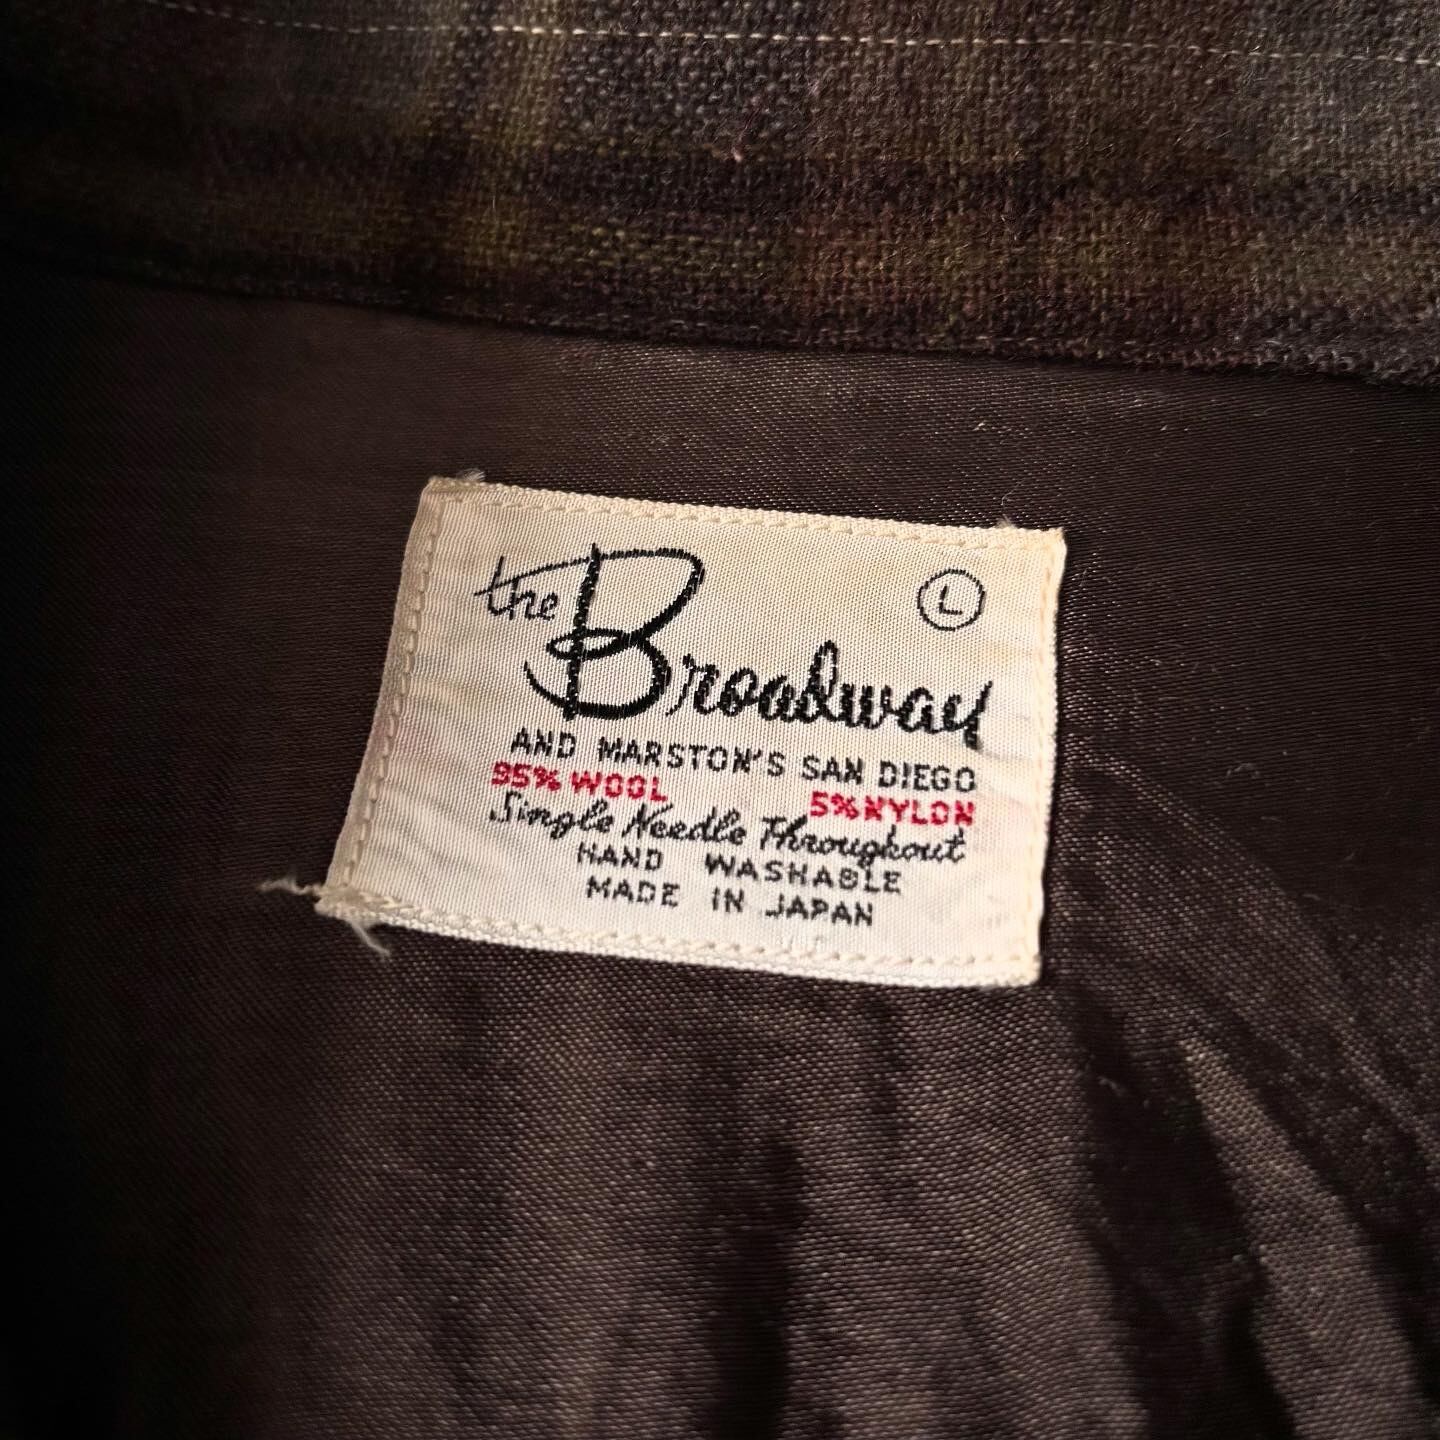 the Broadway L
AND MARSTON'S SAN DIEGO
95% WOOL 5% NYLON
Single Needle Throughout
HAND WASHABLE
MADE IN JAPAN